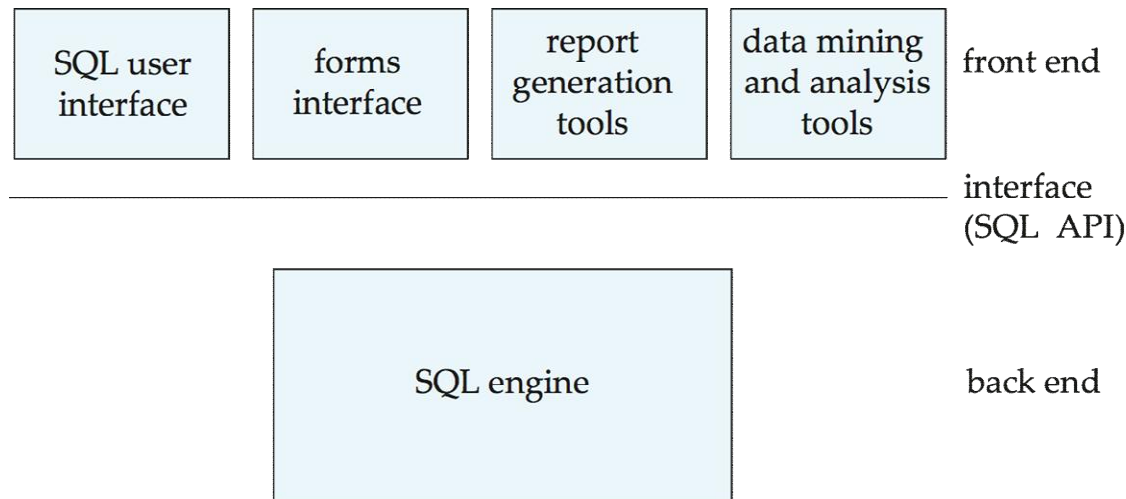 SQL user
interface
forms
interface
report
generation
tools
data mining
and analysis
tools
front end
interface
(SQL API)
SQL engine
back end